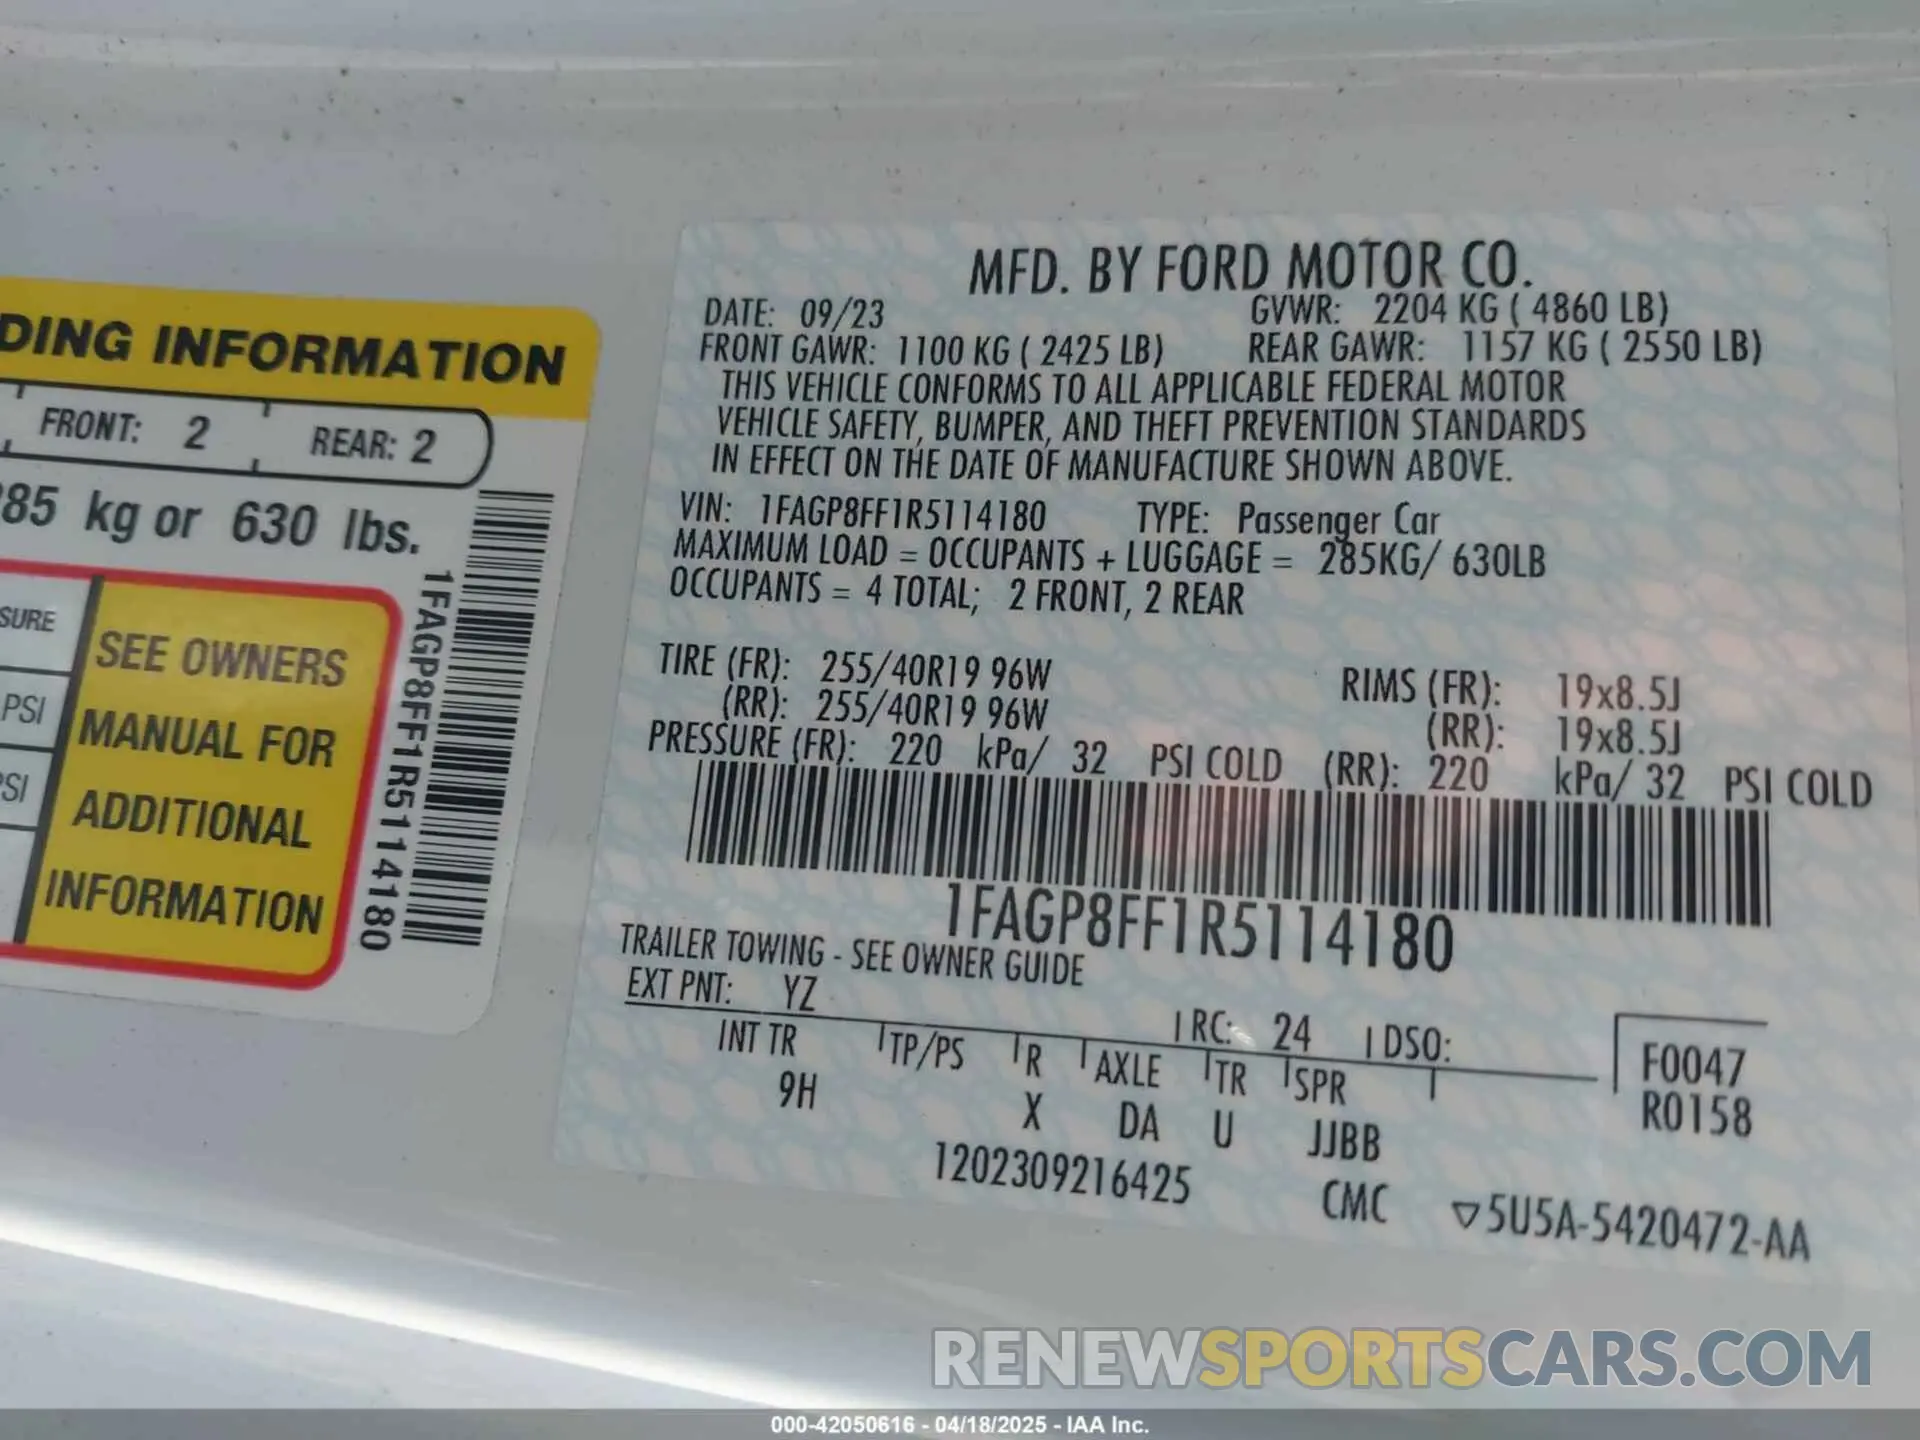 DING INFORMATION
FRONT: 2 REAR: 2
85 kg or 630 lbs.
SURE
PSI
PSI
SEE OWNERS
MANUAL FOR
ADDITIONAL
INFORMATION
1FAGP8FF1R5114180
MFD. BY FORD MOTOR CO.
DATE: 09/23 GVWR: 2204 KG ( 4860 LB)
FRONT GAWR: 1100 KG ( 2425 LB) REAR GAWR: 1157 KG ( 2550 LB)
THIS VEHICLE CONFORMS TO ALL APPLICABLE FEDERAL MOTOR
VEHICLE SAFETY, BUMPER, AND THEFT PREVENTION STANDARDS
IN EFFECT ON THE DATE OF MANUFACTURE SHOWN ABOVE.
VIN: 1FAGP8FF1R5114180 TYPE: Passenger Car
MAXIMUM LOAD = OCCUPANTS + LUGGAGE = 285KG/ 630LB
OCCUPANTS = 4 TOTAL; 2 FRONT, 2 REAR
TIRE (FR): 255/40R19 96W RIMS (FR): 19x8.5J
(RR): 255/40R19 96W (RR): 19x8.5J
PRESSURE (FR): 220 kPa/ 32 PSI COLD (RR): 220 kPa/ 32 PSI COLD
1FAGP8FF1R5114180
TRAILER TOWING - SEE OWNER GUIDE
EXT PNT: YZ RC: 24 DSO:
INT TR TP/PS R AXLE TR SPR
9H X DA U JJBB
F0047
R0158
1202309216425 CMC ▽5U5A-5420472-AA
RENEWSPORTSCARS.COM
000-42050616 - 04/18/2025 - IAA Inc.